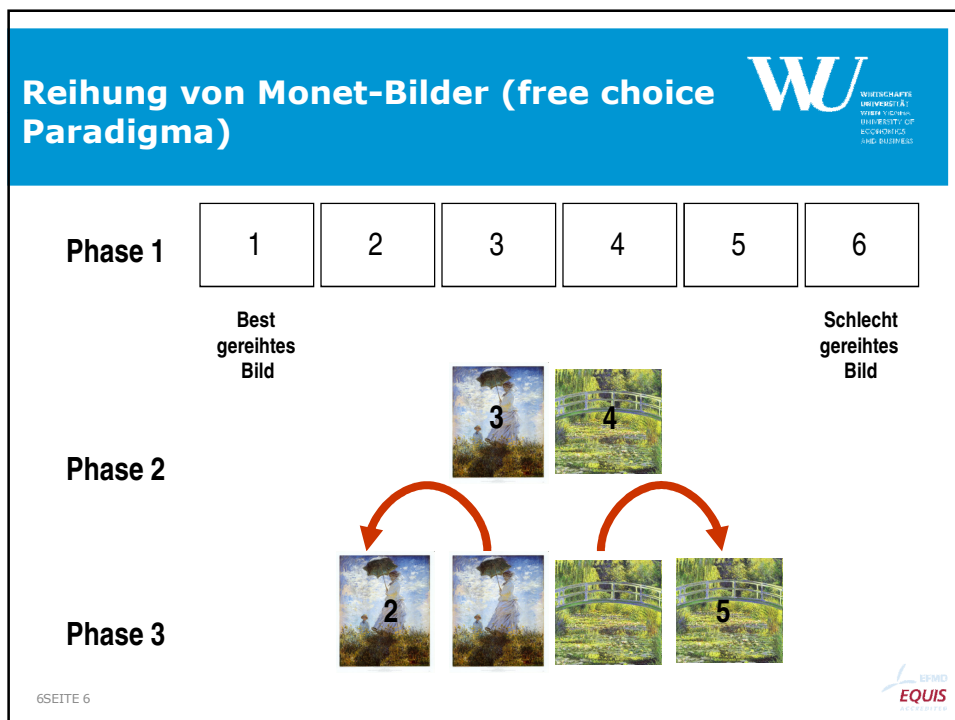 Reihung von Monet-Bilder (free choice
Paradigma)
WU
WIRTSCHAFTS
UNIVERSITÄT
WIEN VIENNA
UNIVERSITY OF
ECONOMICS
AND BUSINESS
Phase 1
1
2
3
4
5
6
Best
gereihtes
Bild
Schlecht
gereihtes
Bild
3
4
Phase 2
2
5
Phase 3
6SEITE 6
EFMD
EQUIS
ACCREDITED